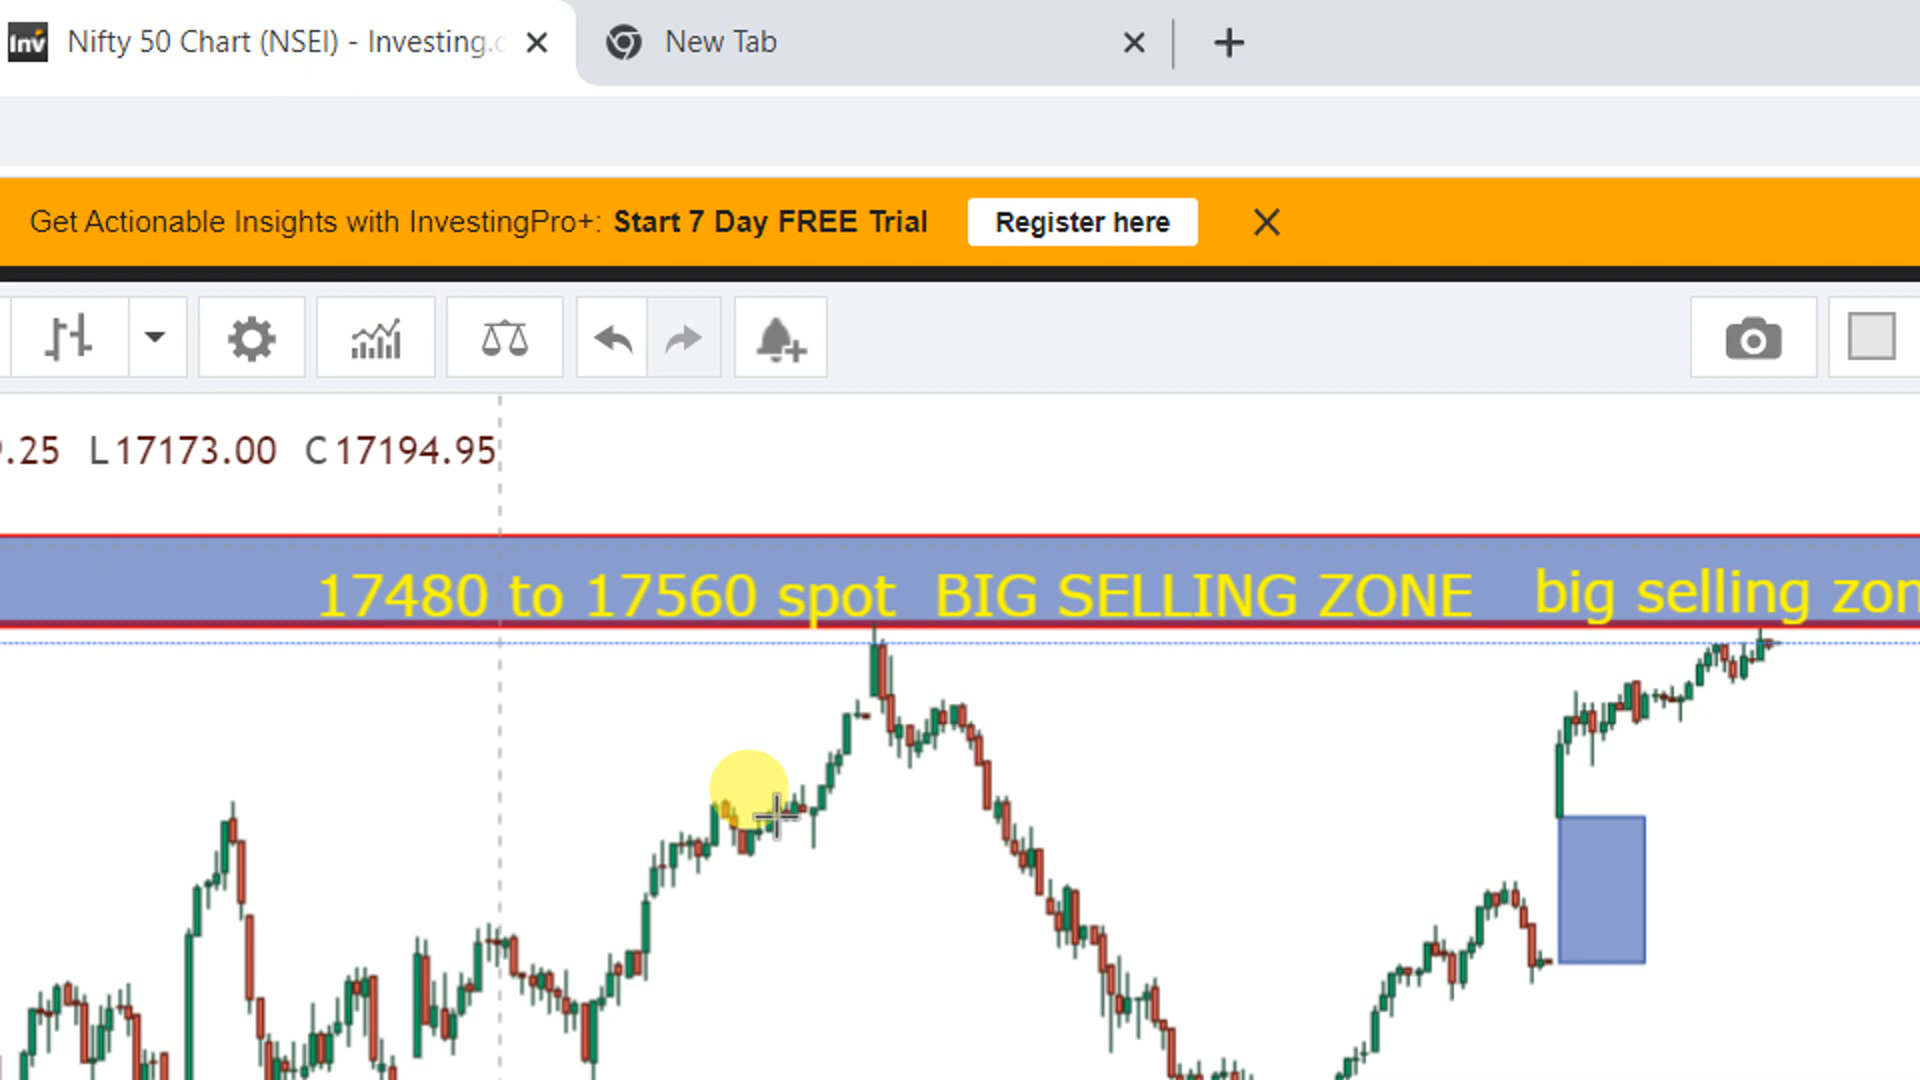 Inv Nifty 50 Chart (NSEI) - Investing.c New Tab
Get Actionable Insights with InvestingPro+: Start 7 Day FREE Trial Register here
.25 L17173.00 C17194.95
17480 to 17560 spot BIG SELLING ZONE big selling zon